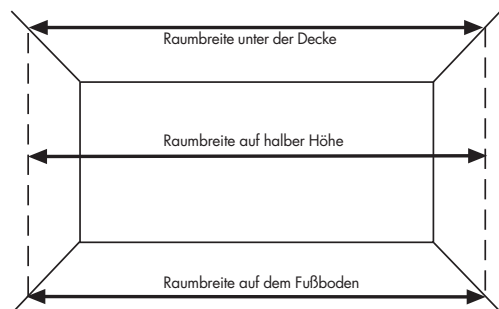 Raumbreite unter der Decke
Raumbreite auf halber Höhe
Raumbreite auf dem Fußboden